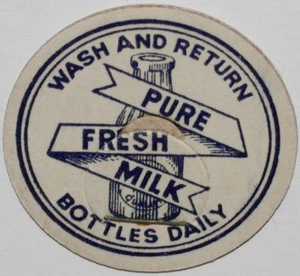 WASH AND RETURN
PURE
FRESH
MILK
BOTTLES DAILY